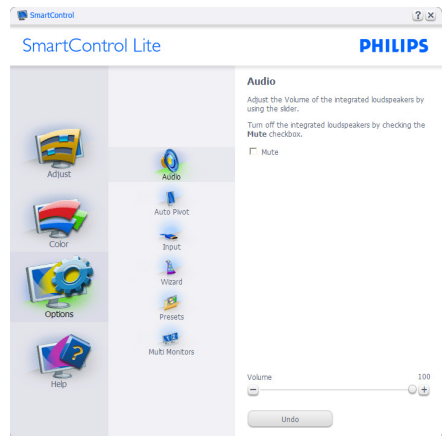 SmartControl
SmartControl Lite
PHILIPS
Adjust
Color
Options
Help
Audio
Auto Pivot
Input
Wizard
Presets
Multi Monitors
Audio
Adjust the Volume of the integrated loudspeakers by
using the slider.
Turn off the integrated loudspeakers by checking the
Mute checkbox.
Mute
Volume 100
Undo